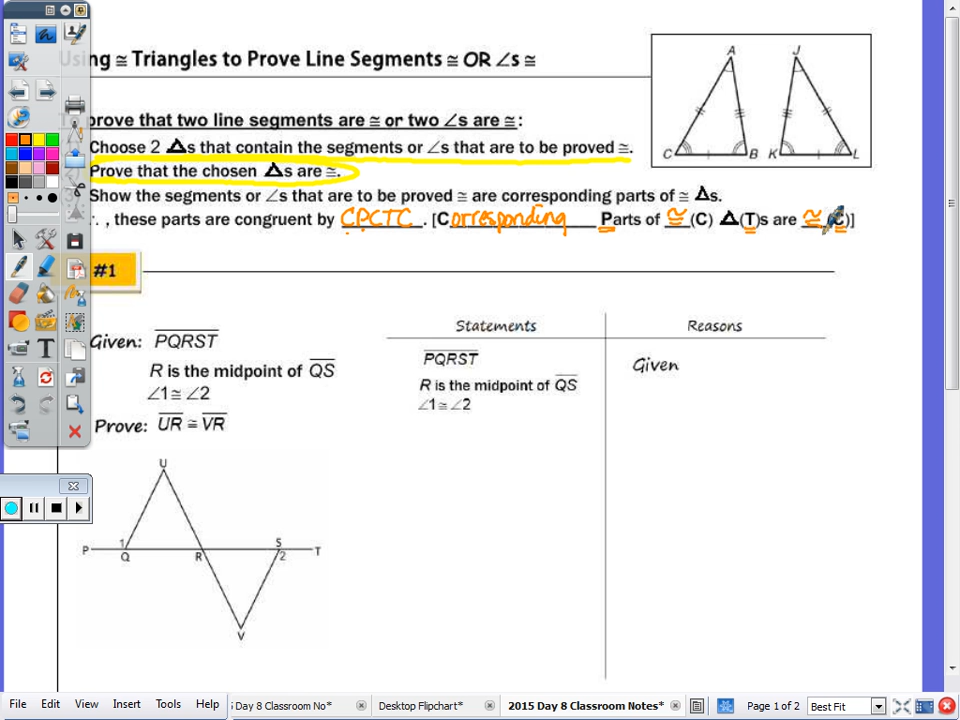 Using ≅ Triangles to Prove Line Segments ≅ OR ∠s ≅
prove that two line segments are ≅ or two ∠s are ≅:
Choose 2 Δs that contain the segments or ∠s that are to be proved ≅.
Prove that the chosen Δs are ≅.
Show the segments or ∠s that are to be proved ≅ are corresponding parts of ≅ Δs.
∴ , these parts are congruent by CPCTC. [Corresponding Parts of ≅ (C) Δ(T)s are ≅ (C)]
A J
C B K L
#1
Given: PQRST
R is the midpoint of QS
∠1 ≅ ∠2
Prove: UR ≅ VR
Statements Reasons
PQRST Given
R is the midpoint of QS
∠1 ≅ ∠2
U
P 1 Q R S 2 T
V
File Edit View Insert Tools Help
5 Day 8 Classroom No* Desktop Flipchart* 2015 Day 8 Classroom Notes* Page 1 of 2 Best Fit